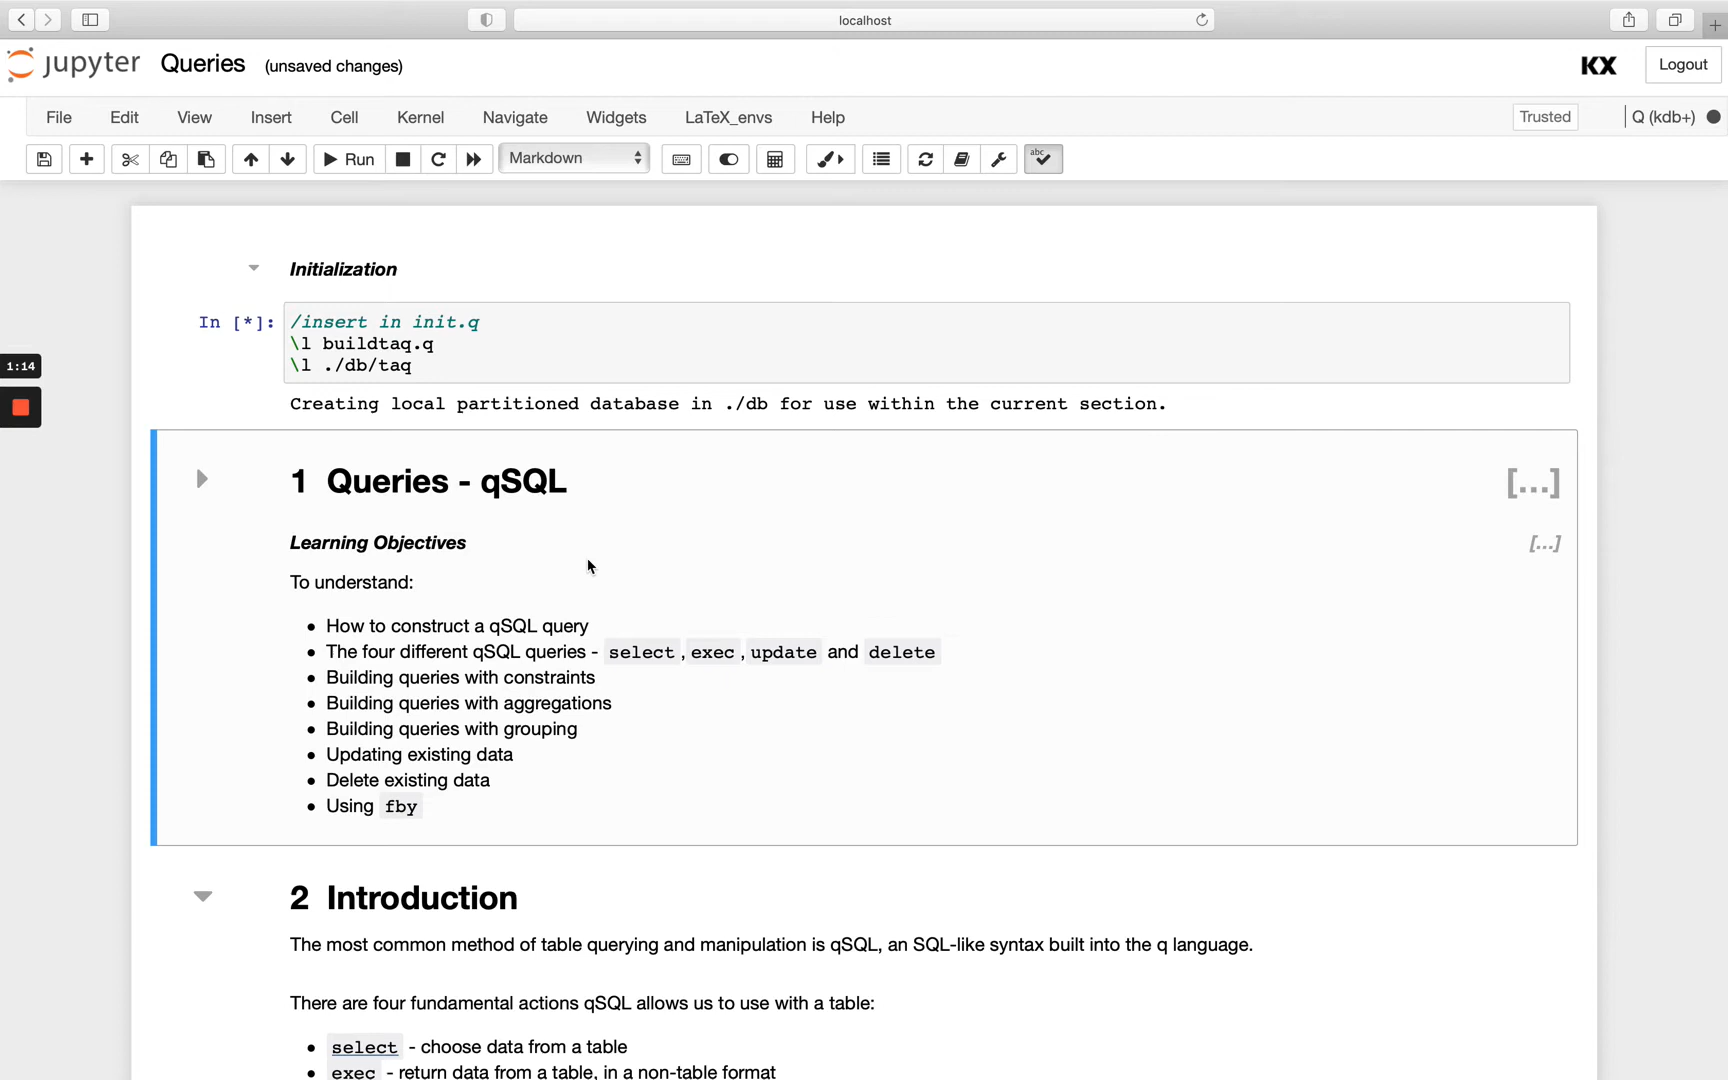 localhost
jupyter Queries (unsaved changes) KX Logout
File Edit View Insert Cell Kernel Navigate Widgets LaTeX_envs Help Trusted Q (kdb+)
Run Markdown abc
Initialization
In [*]: /insert in init.q
\l buildtaq.q
1:14
\l ./db/taq
Creating local partitioned database in ./db for use within the current section.
1 Queries - qSQL [...]
Learning Objectives [...]
To understand:
• How to construct a qSQL query
• The four different qSQL queries - select , exec , update and delete
• Building queries with constraints
• Building queries with aggregations
• Building queries with grouping
• Updating existing data
• Delete existing data
• Using fby
2 Introduction
The most common method of table querying and manipulation is qSQL, an SQL-like syntax built into the q language.
There are four fundamental actions qSQL allows us to use with a table:
• select - choose data from a table
• exec - return data from a table, in a non-table format